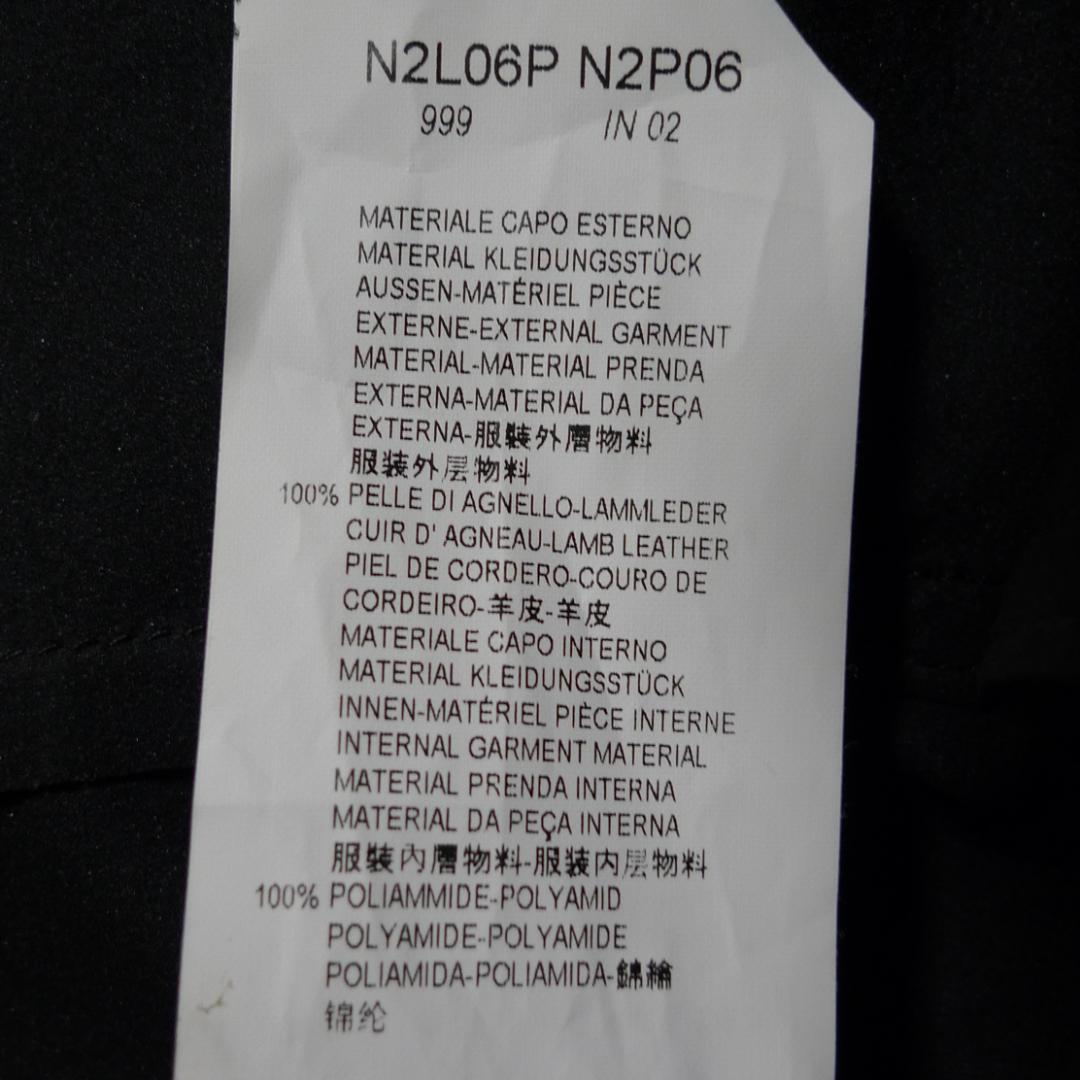 N2L06P N2P06
999 IN 02
MATERIALE CAPO ESTERNO
MATERIAL KLEIDUNGSSTÜCK
AUSSEN-MATÉRIEL PIÈCE
EXTERNE-EXTERNAL GARMENT
MATERIAL-MATERIAL PRENDA
EXTERNA-MATERIAL DA PEÇA
EXTERNA-服裝外層物料
服装外层物料
100% PELLE DI AGNELLO-LAMMLEDER
CUIR D' AGNEAU-LAMB LEATHER
PIEL DE CORDERO-COURO DE
CORDEIRO-羊皮-羊皮
MATERIALE CAPO INTERNO
MATERIAL KLEIDUNGSSTÜCK
INNEN-MATÉRIEL PIÈCE INTERNE
INTERNAL GARMENT MATERIAL
MATERIAL PRENDA INTERNA
MATERIAL DA PEÇA INTERNA
服裝內層物料-服装内层物料
100% POLIAMMIDE-POLYAMID
POLYAMIDE-POLYAMIDE
POLIAMIDA-POLIAMIDA-錦綸
锦纶